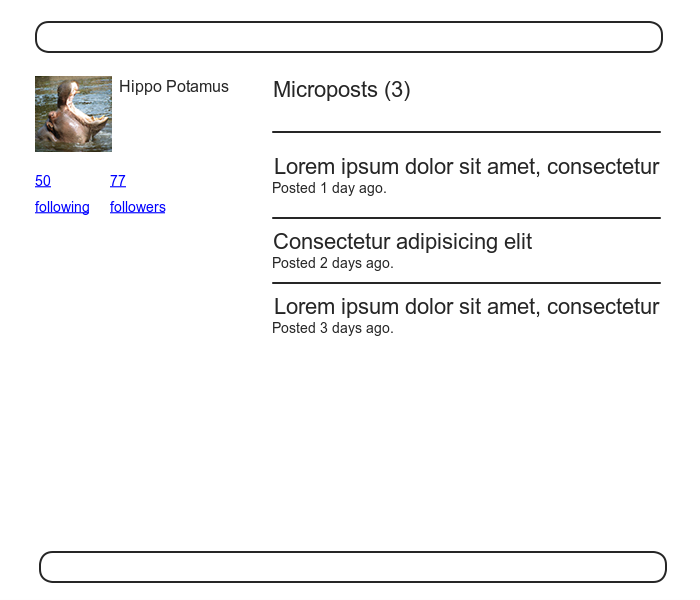 Hippo Potamus
50
77
following
followers
Microposts (3)
Lorem ipsum dolor sit amet, consectetur
Posted 1 day ago.
Consectetur adipisicing elit
Posted 2 days ago.
Lorem ipsum dolor sit amet, consectetur
Posted 3 days ago.